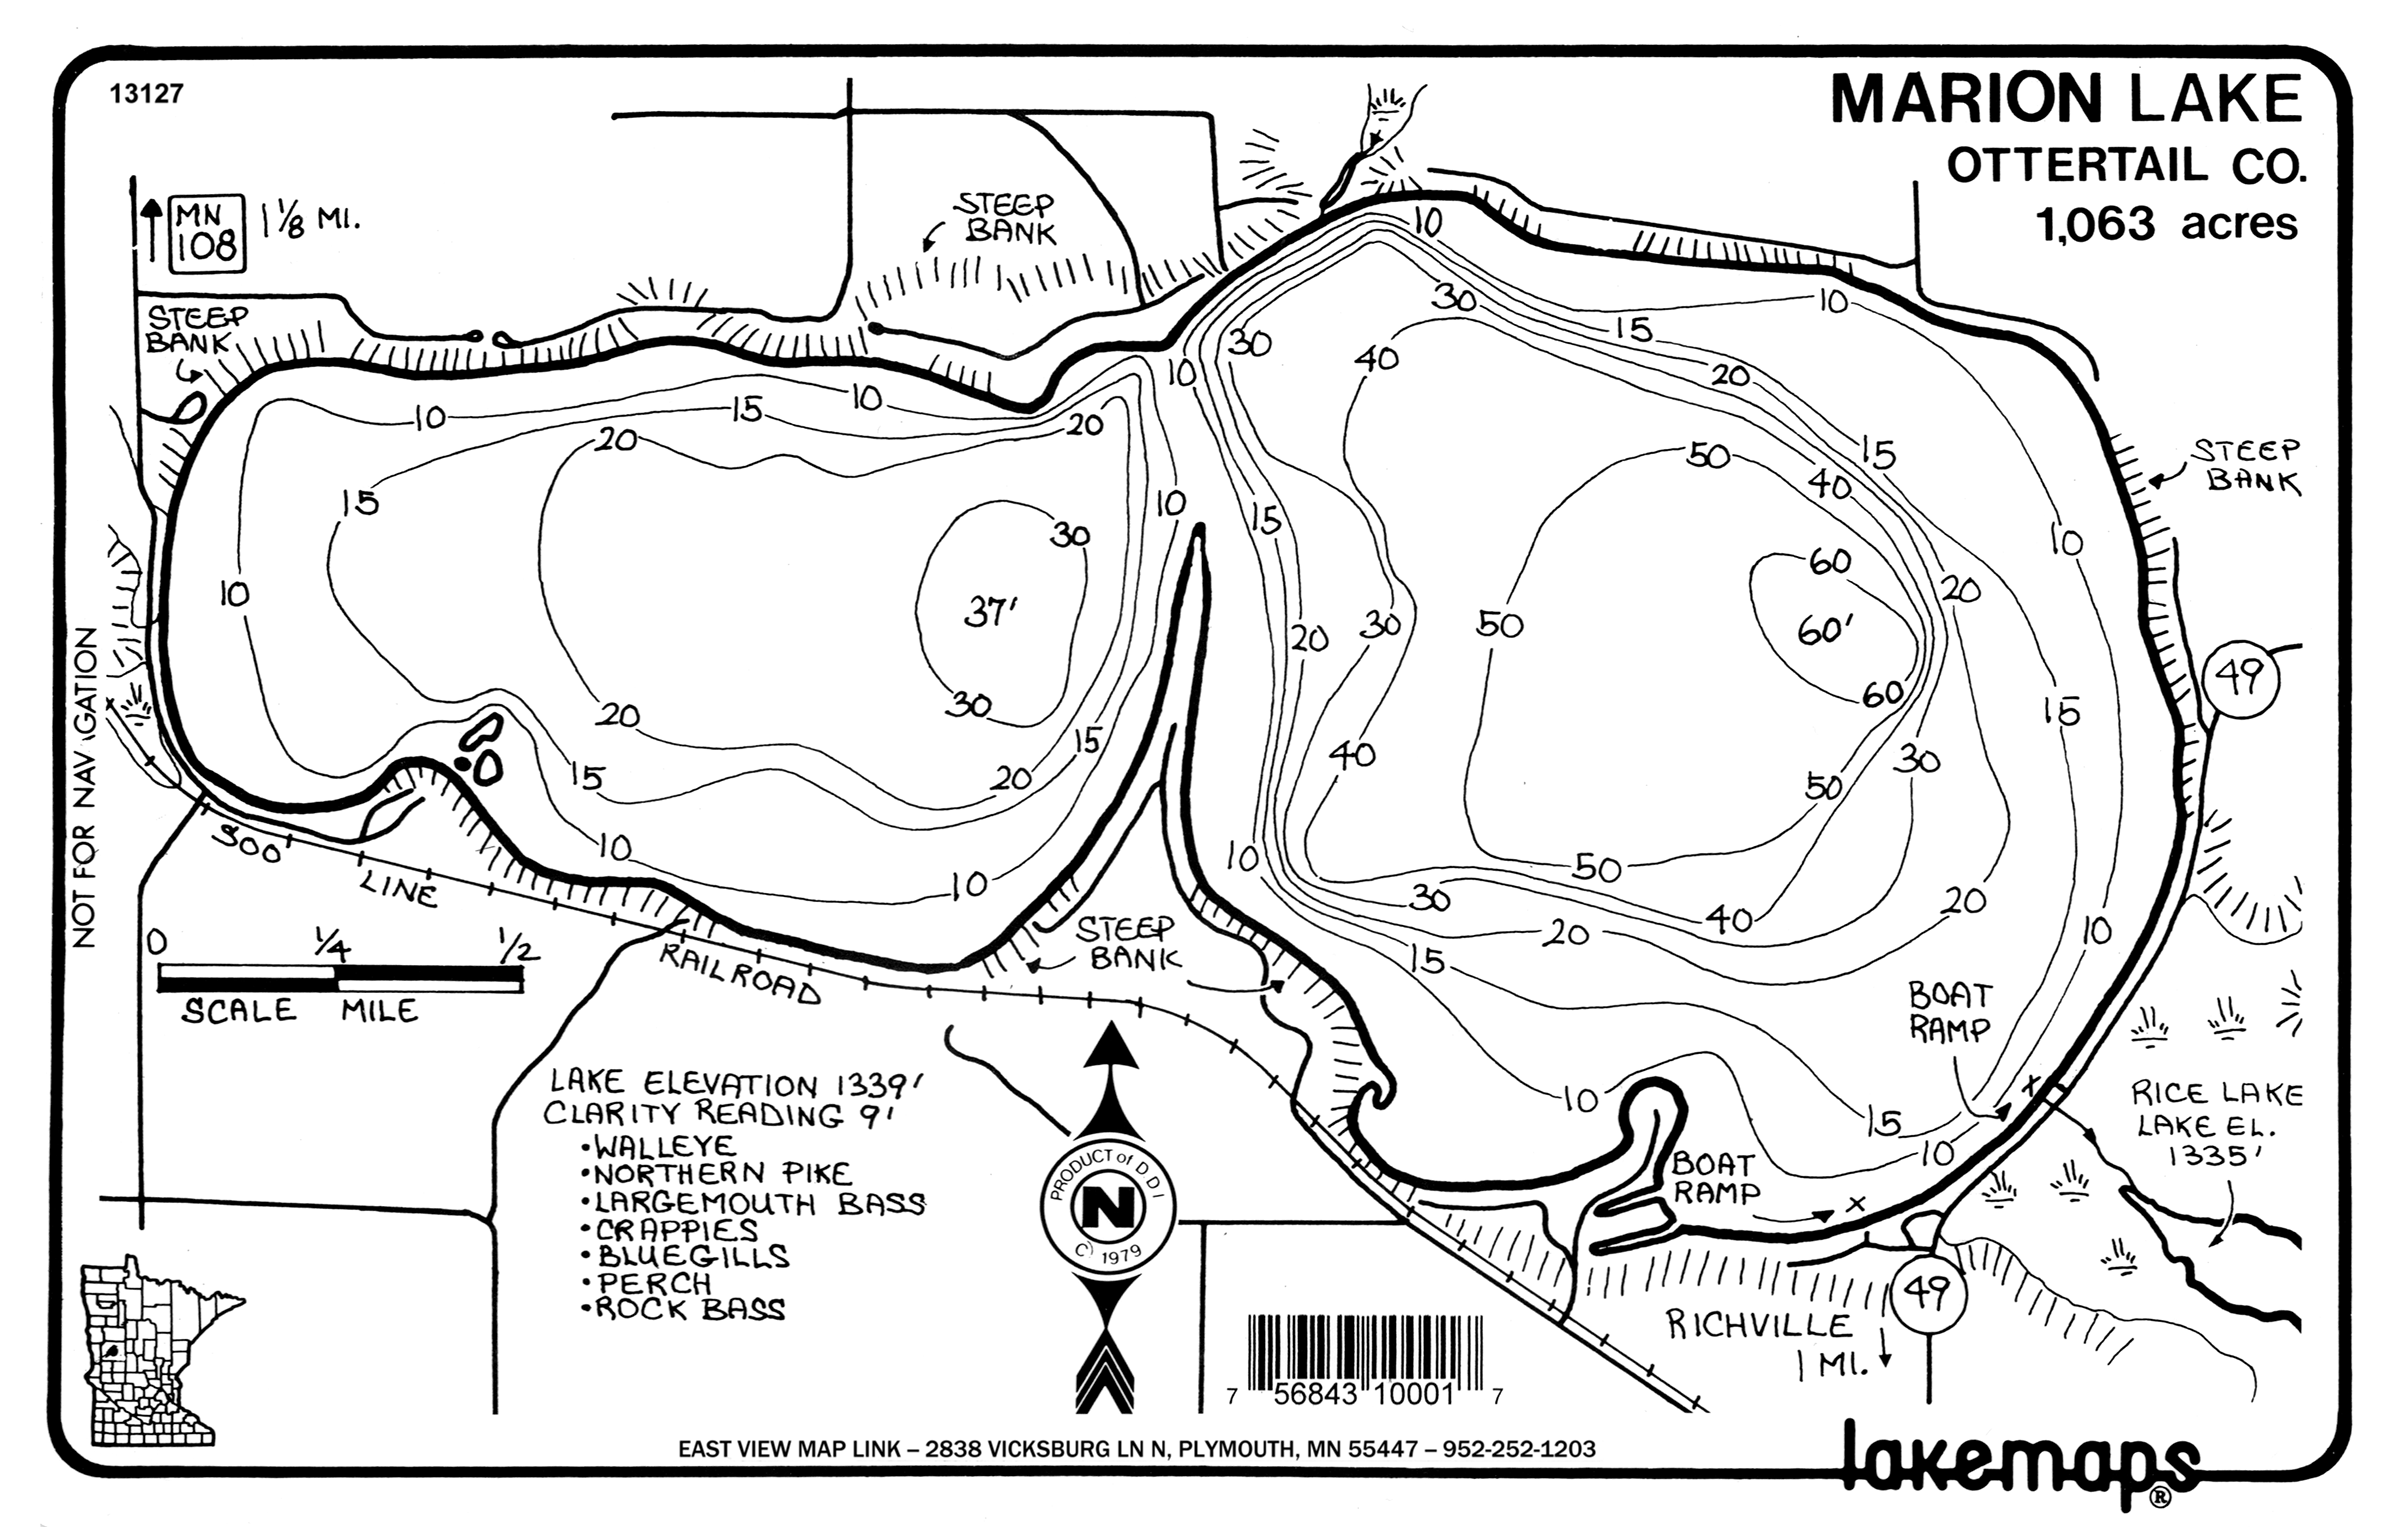 13127
MARION LAKE
OTTERTAIL CO.
1,063 acres
MN
108
1 1/8 MI.
STEEP
BANK
STEEP
BANK
STEEP
BANK
10
30
10
15
30
40
20
10
10
10
15
20
20
15
50
40
15
10
15
30
10
60
20
10
37'
60'
20
30
50
60
30
20
15
15
40
30
20
15
50
10
10
50
10
30
40
20
20
10
15
10
15
10
49
NOT FOR NAVIGATION
SOO
LINE
RAILROAD
0 1/4 1/2
SCALE MILE
STEEP
BANK
BOAT
RAMP
LAKE ELEVATION 1339'
CLARITY READING 9'
•WALLEYE
•NORTHERN PIKE
•LARGEMOUTH BASS
•CRAPPIES
•BLUEGILLS
•PERCH
•ROCK BASS
PRODUCT of D.D.I
N
C) 1979
RICE LAKE
LAKE EL.
1335'
BOAT
RAMP
49
RICHVILLE
1 MI.
7 56843 10001 7
EAST VIEW MAP LINK – 2838 VICKSBURG LN N, PLYMOUTH, MN 55447 – 952-252-1203
lakemaps®